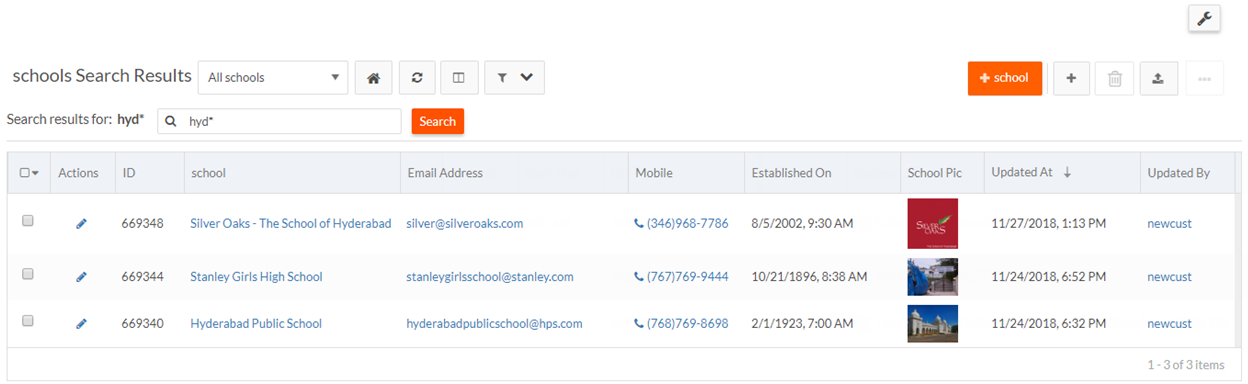 schools Search Results All schools + school
Search results for: hyd* hyd* Search
Actions ID school Email Address Mobile Established On School Pic Updated At ↓ Updated By
669348 Silver Oaks - The School of Hyderabad silver@silveroaks.com (346)968-7786 8/5/2002, 9:30 AM SILVER OAKS 11/27/2018, 1:13 PM newcust
669344 Stanley Girls High School stanleygirlsschool@stanley.com (767)769-9444 10/21/1896, 8:38 AM 11/24/2018, 6:52 PM newcust
669340 Hyderabad Public School hyderabadpublicschool@hps.com (768)769-8698 2/1/1923, 7:00 AM 11/24/2018, 6:32 PM newcust
1 - 3 of 3 items